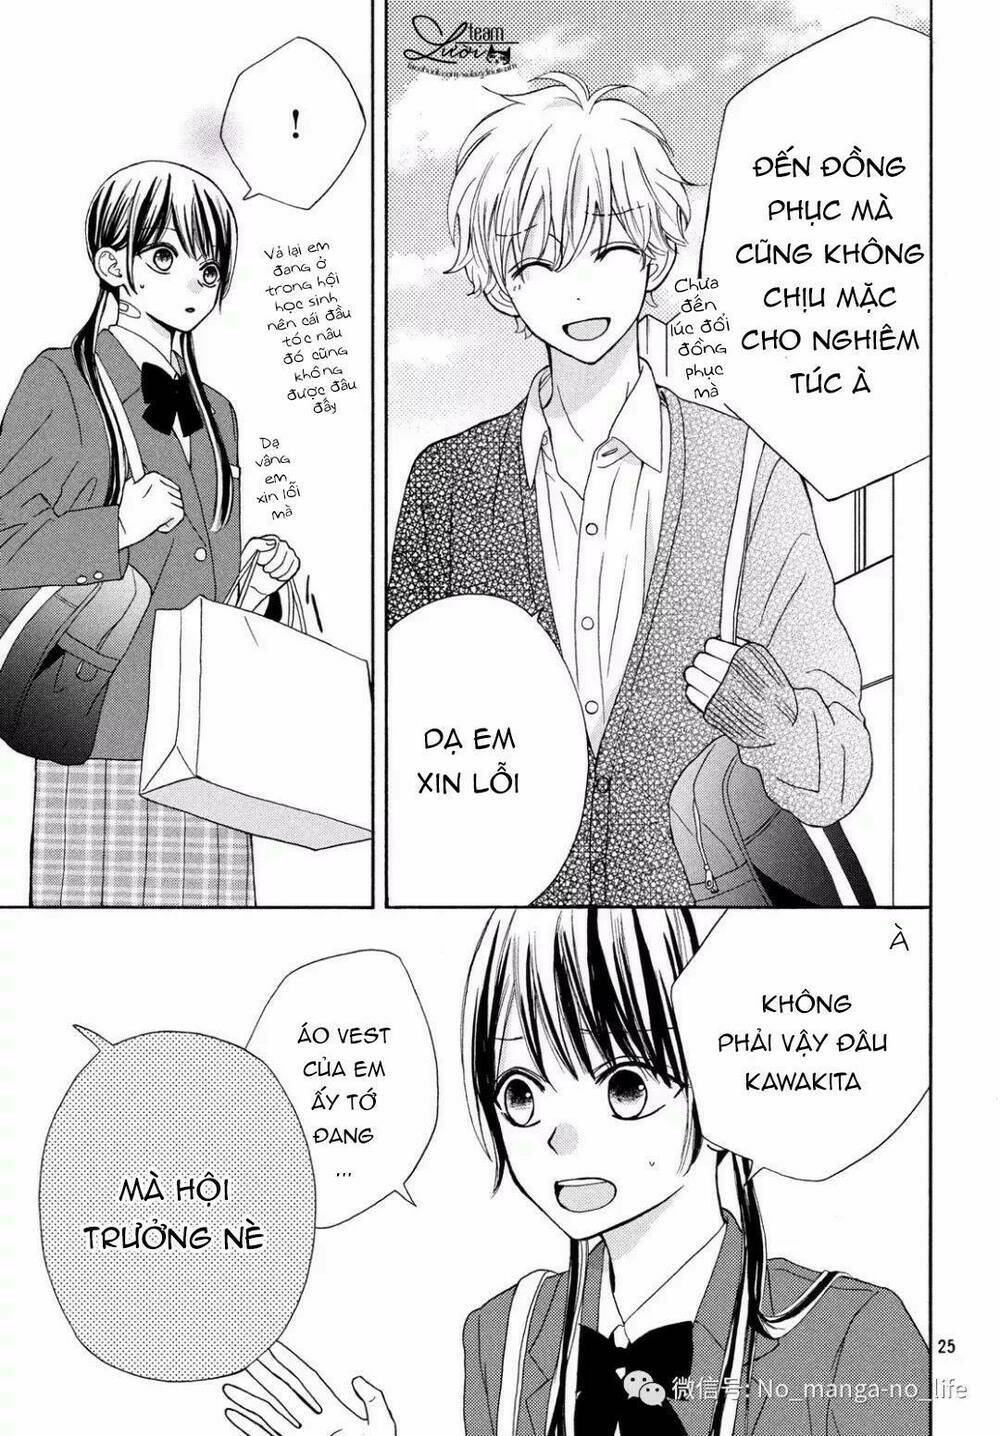 team
Lười
ĐẾN ĐỒNG
PHỤC MÀ
CŨNG KHÔNG
CHỊU MẶC
CHO NGHIÊM
TÚC À
Chưa
đến
lúc đổi
đồng
phục
mà
DẠ EM
XIN LỖI
!
Vả lại em
đang ở
trong hội
học sinh
nên cái đầu
tóc nâu
đó cũng
không
được đâu
đấy
Dạ
vâng
em
xin lỗi
mà
À
KHÔNG
PHẢI VẬY ĐÂU
KAWAKITA
ÁO VEST
CỦA EM
ẤY TỚ
ĐANG
...
MÀ HỘI
TRƯỞNG NÈ
25
微信号: No_manga-no_life